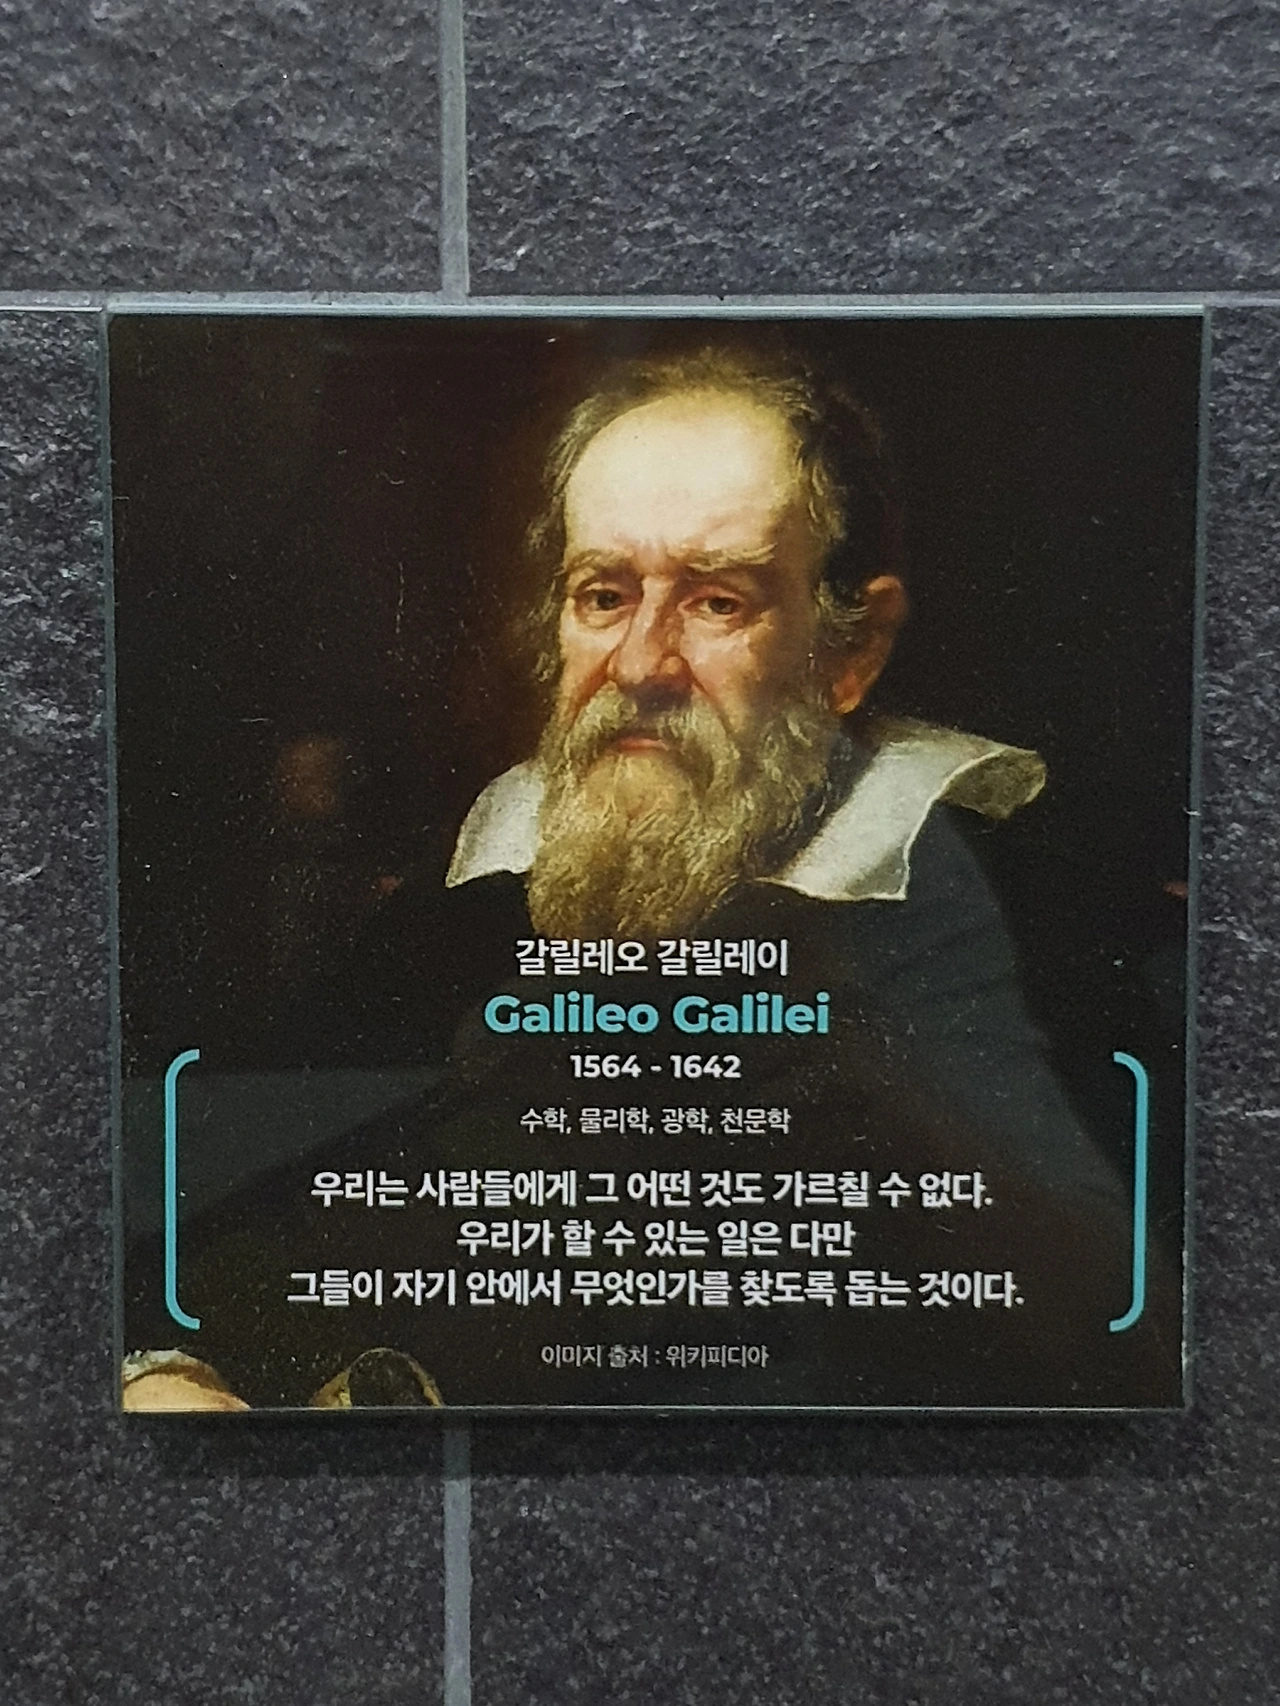 갈릴레오 갈릴레이
Galileo Galilei
1564 - 1642
수학, 물리학, 광학, 천문학
우리는 사람들에게 그 어떤 것도 가르칠 수 없다.
우리가 할 수 있는 일은 다만
그들이 자기 안에서 무엇인가를 찾도록 돕는 것이다.
이미지 출처 : 위키피디아